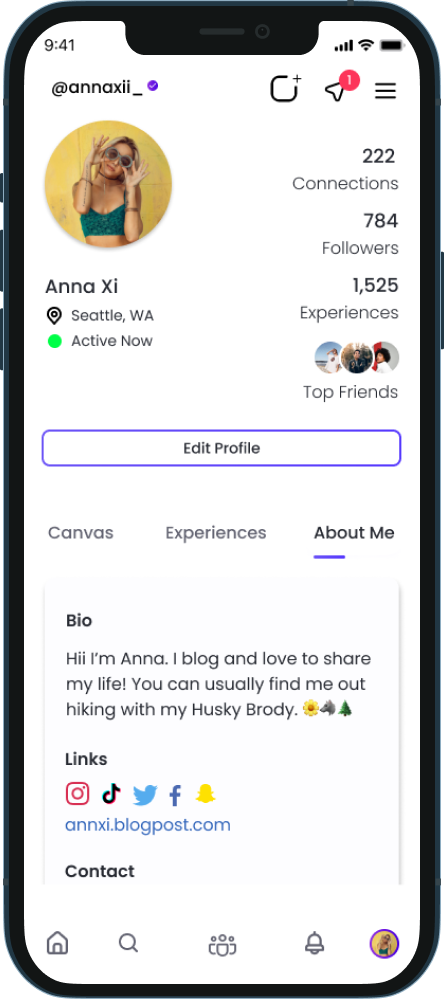 9:41
@annaxii_
1
222
Connections
784
Followers
Anna Xi
1,525
Seattle, WA
Experiences
Active Now
Top Friends
Edit Profile
Canvas Experiences About Me
Bio
Hii I'm Anna. I blog and love to share
my life! You can usually find me out
hiking with my Husky Brody. 🌼🐺🌲
Links
annxi.blogpost.com
Contact